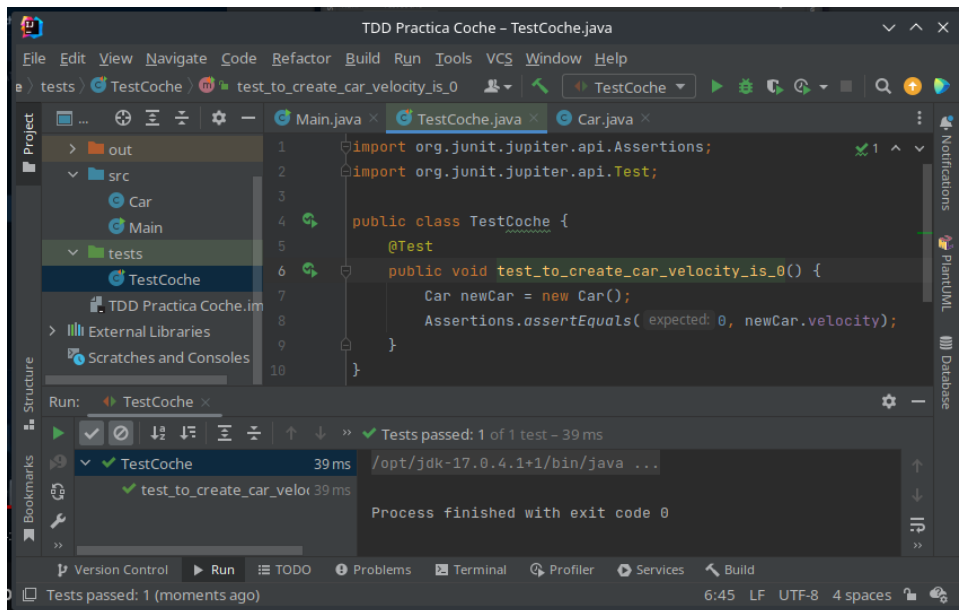 TDD Practica Coche – TestCoche.java
File Edit View Navigate Code Refactor Build Run Tools VCS Window Help
e tests TestCoche test_to_create_car_velocity_is_0 TestCoche
Project ... Main.java TestCoche.java Car.java
out
src
Car
Main
tests
TestCoche
TDD Practica Coche.im
External Libraries
Scratches and Consoles
1 import org.junit.jupiter.api.Assertions;
2 import org.junit.jupiter.api.Test;
3
4 public class TestCoche {
5 @Test
6 public void test_to_create_car_velocity_is_0() {
7 Car newCar = new Car();
8 Assertions.assertEquals( expected: 0, newCar.velocity);
9 }
10 }
1
Notifications
PlantUML
Database
Structure
Bookmarks
Run: TestCoche
Tests passed: 1 of 1 test – 39 ms
TestCoche 39 ms
test_to_create_car_veloc 39 ms
/opt/jdk-17.0.4.1+1/bin/java ...
Process finished with exit code 0
Version Control Run TODO Problems Terminal Profiler Services Build
Tests passed: 1 (moments ago) 6:45 LF UTF-8 4 spaces